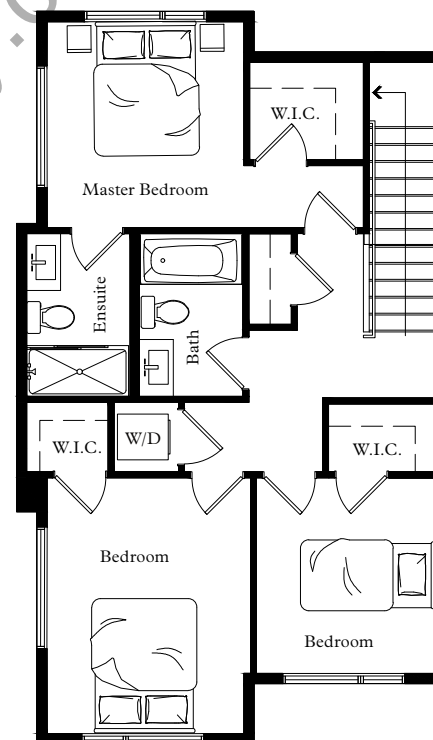 W.I.C.
Master Bedroom
Ensuite
Bath
W.I.C.
W/D
W.I.C.
Bedroom
Bedroom